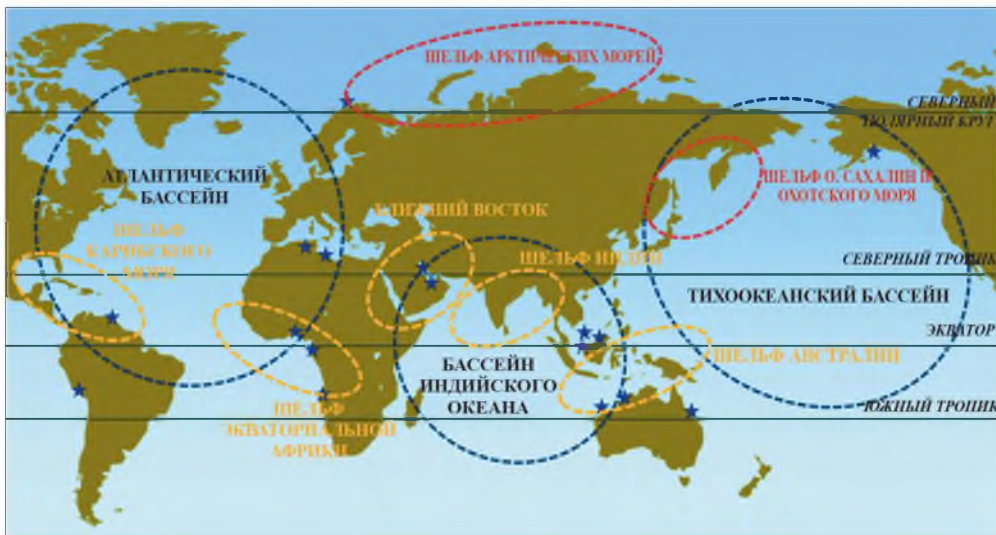 ШЕЛЬФ АРКТИЧЕСКИХ МОРЕЙ
СЕВЕРНЫЙ
ПОЛЯРНЫЙ КРУГ
АТЛАНТИЧЕСКИЙ
БАССЕЙН
ШЕЛЬФ О. САХАЛИН И
ОХОТСКОГО МОРЯ
БЛИЖНИЙ ВОСТОК
ШЕЛЬФ
КАРИБСКОГО
МОРЯ
ШЕЛЬФ ИНДИИ
СЕВЕРНЫЙ ТРОПИК
ТИХООКЕАНСКИЙ БАССЕЙН
ЭКВАТОР
ШЕЛЬФ АВСТРАЛИИ
БАССЕЙН
ИНДИЙСКОГО
ОКЕАНА
ЮЖНЫЙ ТРОПИК
ШЕЛЬФ
ЭКВАТОРИАЛЬНОЙ
АФРИКИ